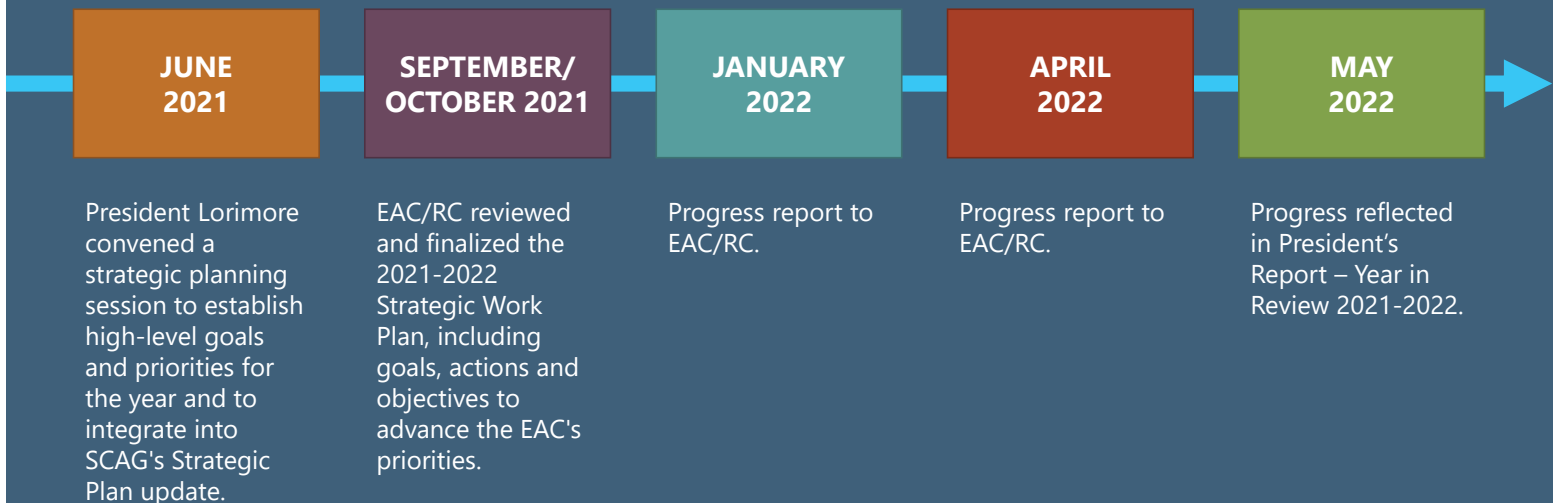 JUNE
2021
SEPTEMBER/
OCTOBER 2021
JANUARY
2022
APRIL
2022
MAY
2022
President Lorimore
convened a
strategic planning
session to establish
high-level goals
and priorities for
the year and to
integrate into
SCAG's Strategic
Plan update.
EAC/RC reviewed
and finalized the
2021-2022
Strategic Work
Plan, including
goals, actions and
objectives to
advance the EAC's
priorities.
Progress report to
EAC/RC.
Progress report to
EAC/RC.
Progress reflected
in President’s
Report – Year in
Review 2021-2022.